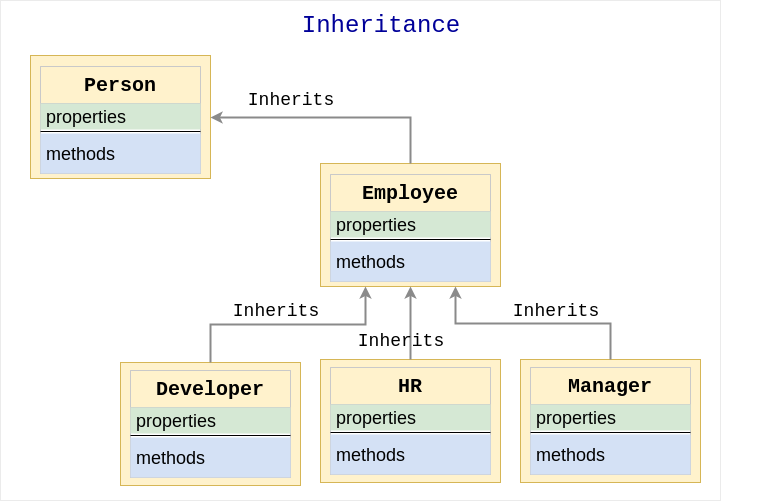 Inheritance
Person
properties
methods
Inherits
Employee
properties
methods
Inherits
Inherits
Inherits
Developer
properties
methods
HR
properties
methods
Manager
properties
methods